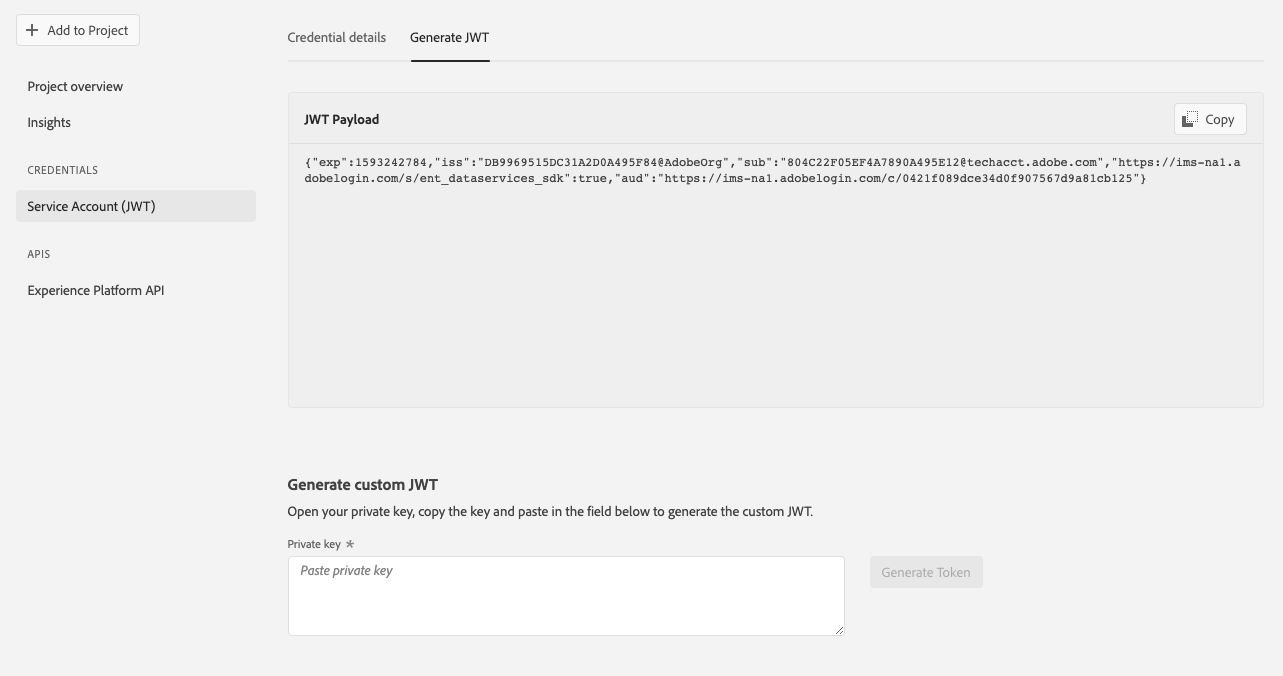 Add to Project
Project overview
Insights
CREDENTIALS
Service Account (JWT)
APIS
Experience Platform API
Credential details
Generate JWT
JWT Payload
Copy
{"exp":1593242784,"iss":"DB9969515DC31A2D0A495F84@AdobeOrg","sub":"804C22F05EF4A7890A495E12@techacct.adobe.com","https://ims-na1.a
dobelogin.com/s/ent_dataservices_sdk":true,"aud":"https://ims-na1.adobelogin.com/c/0421f089dce34d0f907567d9a81cb125"}
Generate custom JWT
Open your private key, copy the key and paste in the field below to generate the custom JWT.
Private key *
Paste private key
Generate Token